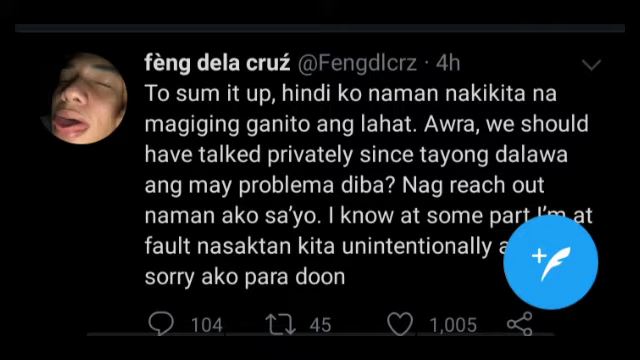 fèng dela cruź @Fengdlcrz · 4h
To sum it up, hindi ko naman nakikita na
magiging ganito ang lahat. Awra, we should
have talked privately since tayong dalawa
ang may problema diba? Nag reach out
naman ako sa'yo. I know at some part I'm at
fault nasaktan kita unintentionally
sorry ako para doon
104 45 1,005